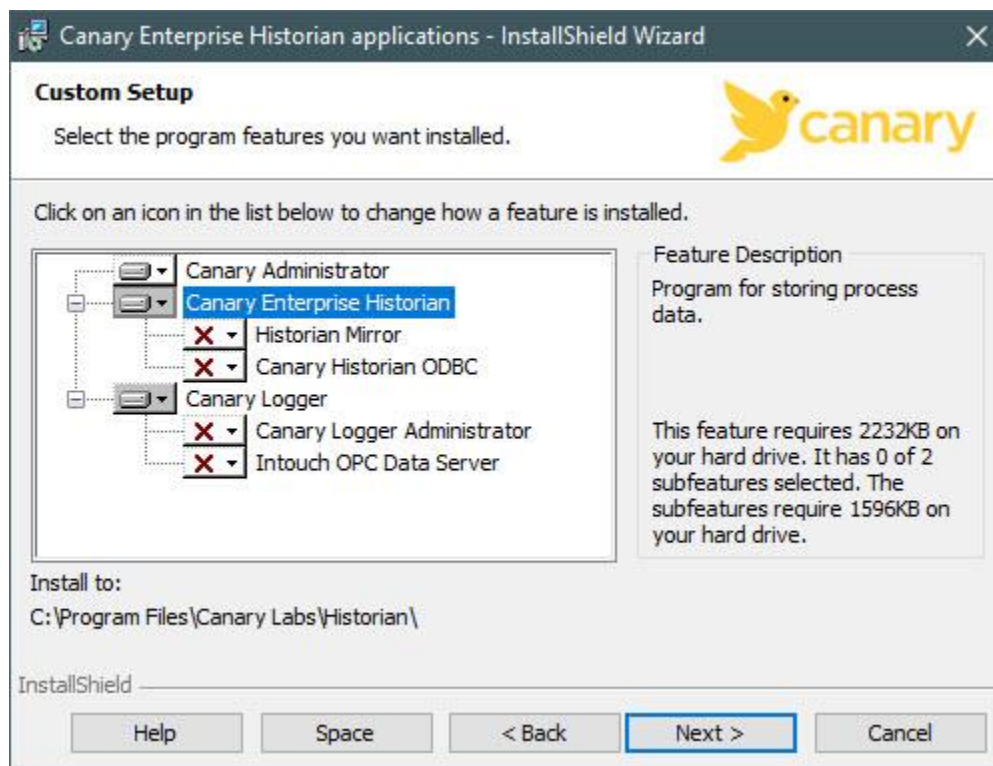 Canary Enterprise Historian applications - InstallShield Wizard
Custom Setup
Select the program features you want installed.
canary
Click on an icon in the list below to change how a feature is installed.
Canary Administrator
Canary Enterprise Historian
Historian Mirror
Canary Historian ODBC
Canary Logger
Canary Logger Administrator
Intouch OPC Data Server
Feature Description
Program for storing process
data.
This feature requires 2232KB on
your hard drive. It has 0 of 2
subfeatures selected. The
subfeatures require 1596KB on
your hard drive.
Install to:
C:\Program Files\Canary Labs\Historian\
InstallShield
Help
Space
< Back
Next >
Cancel